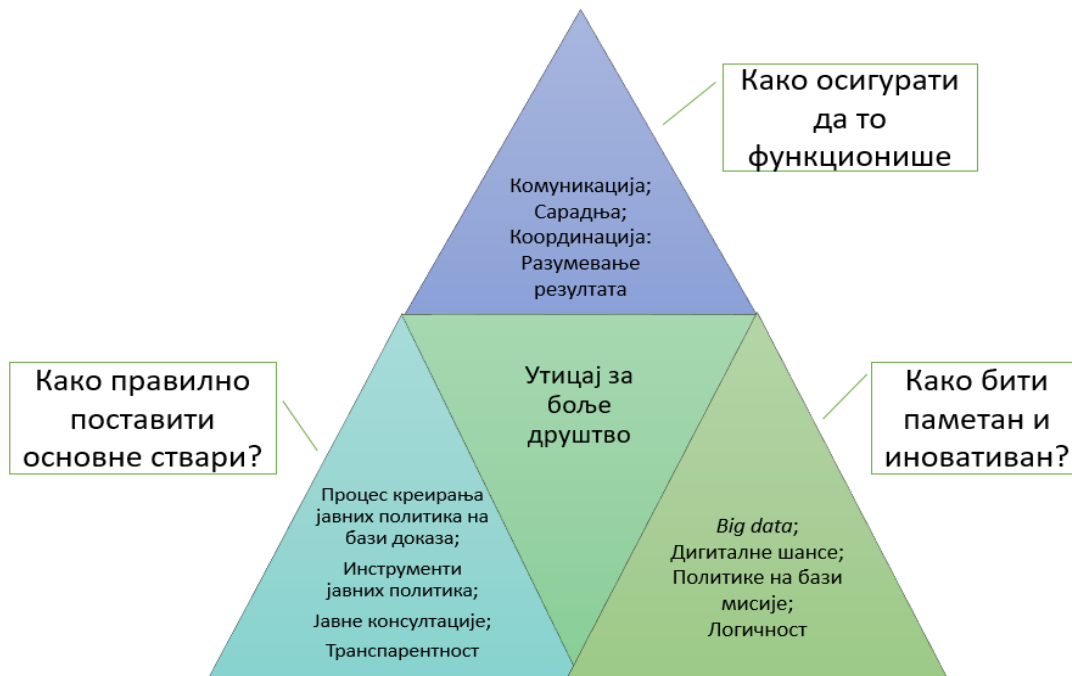 Како осигурати
да то
функционише
Комуникација;
Сарадња;
Координација:
Разумевање
резултата
Како правилно
поставити
основне ствари?
Утицај за
боље
друштво
Како бити
паметан и
иновативан?
Процес креирања
јавних политика на
бази доказа;
Инструменти
јавних политика;
Јавне консултације;
Транспарентност
Big data;
Дигиталне шансе;
Политике на бази
мисије;
Логичност